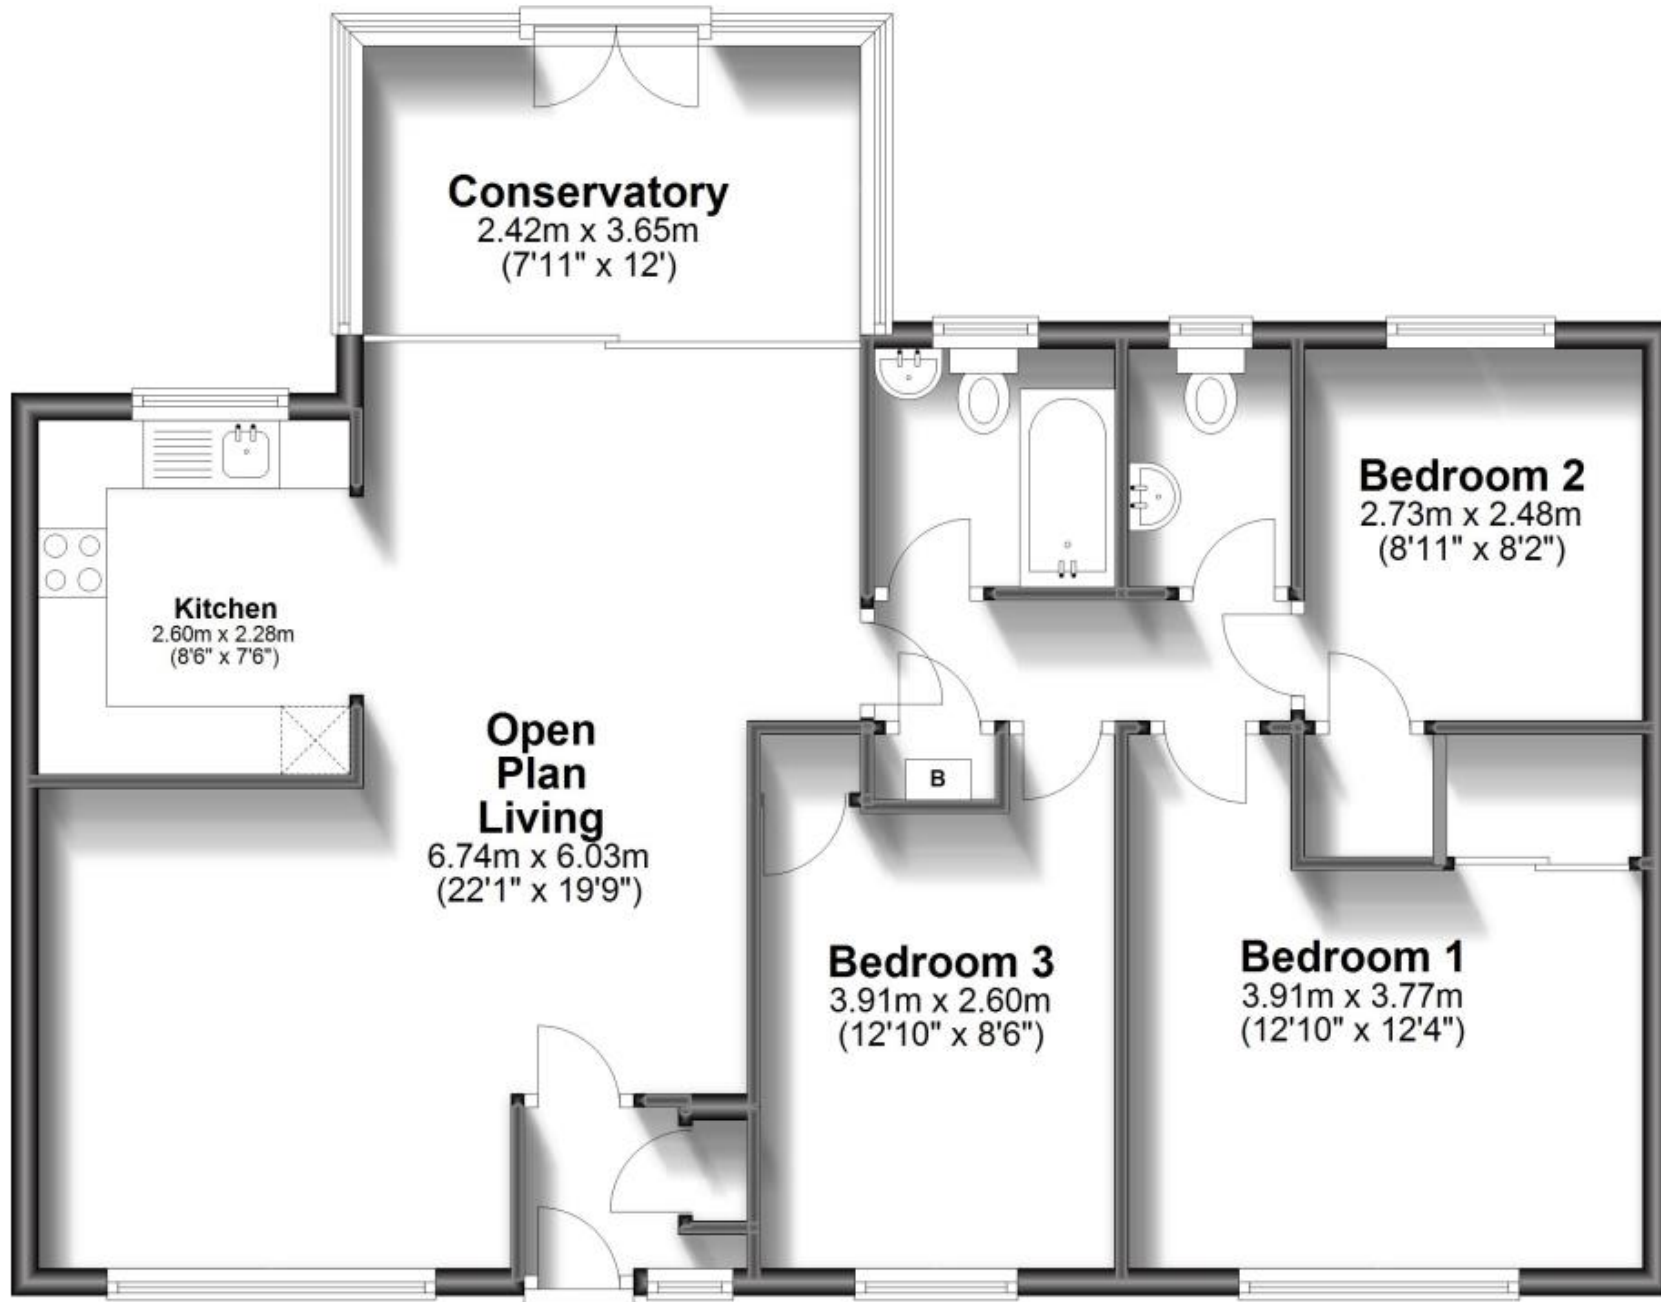 Conservatory
2.42m x 3.65m
(7'11" x 12')
Bedroom 2
2.73m x 2.48m
(8'11" x 8'2")
Kitchen
2.60m x 2.28m
(8'6" x 7'6")
Open
Plan
Living
6.74m x 6.03m
(22'1" x 19'9")
B
Bedroom 3
3.91m x 2.60m
(12'10" x 8'6")
Bedroom 1
3.91m x 3.77m
(12'10" x 12'4")